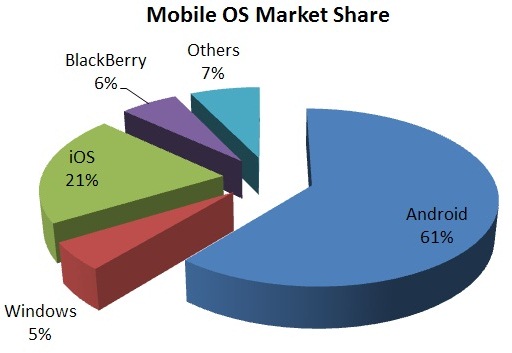 Mobile OS Market Share
Others
7%
BlackBerry
6%
iOS
21%
Android
61%
Windows
5%